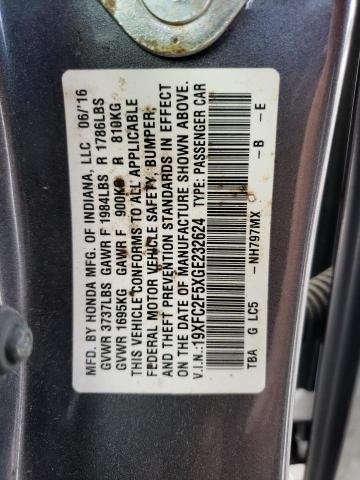 MFD. BY HONDA MFG. OF INDIANA, LLC 06/'16
GVWR 3737LBS GAWR F 1984LBS R 1786LBS
GVWR 1695KG GAWR F 900KG R 810KG
THIS VEHICLE CONFORMS TO ALL APPLICABLE
FEDERAL MOTOR VEHICLE SAFETY, BUMPER,
AND THEFT PREVENTION STANDARDS IN EFFECT
ON THE DATE OF MANUFACTURE SHOWN ABOVE.
V.I.N.: 19XFC2F5XGE232624 TYPE: PASSENGER CAR
TBA G LC5 -NH797MX -B -E